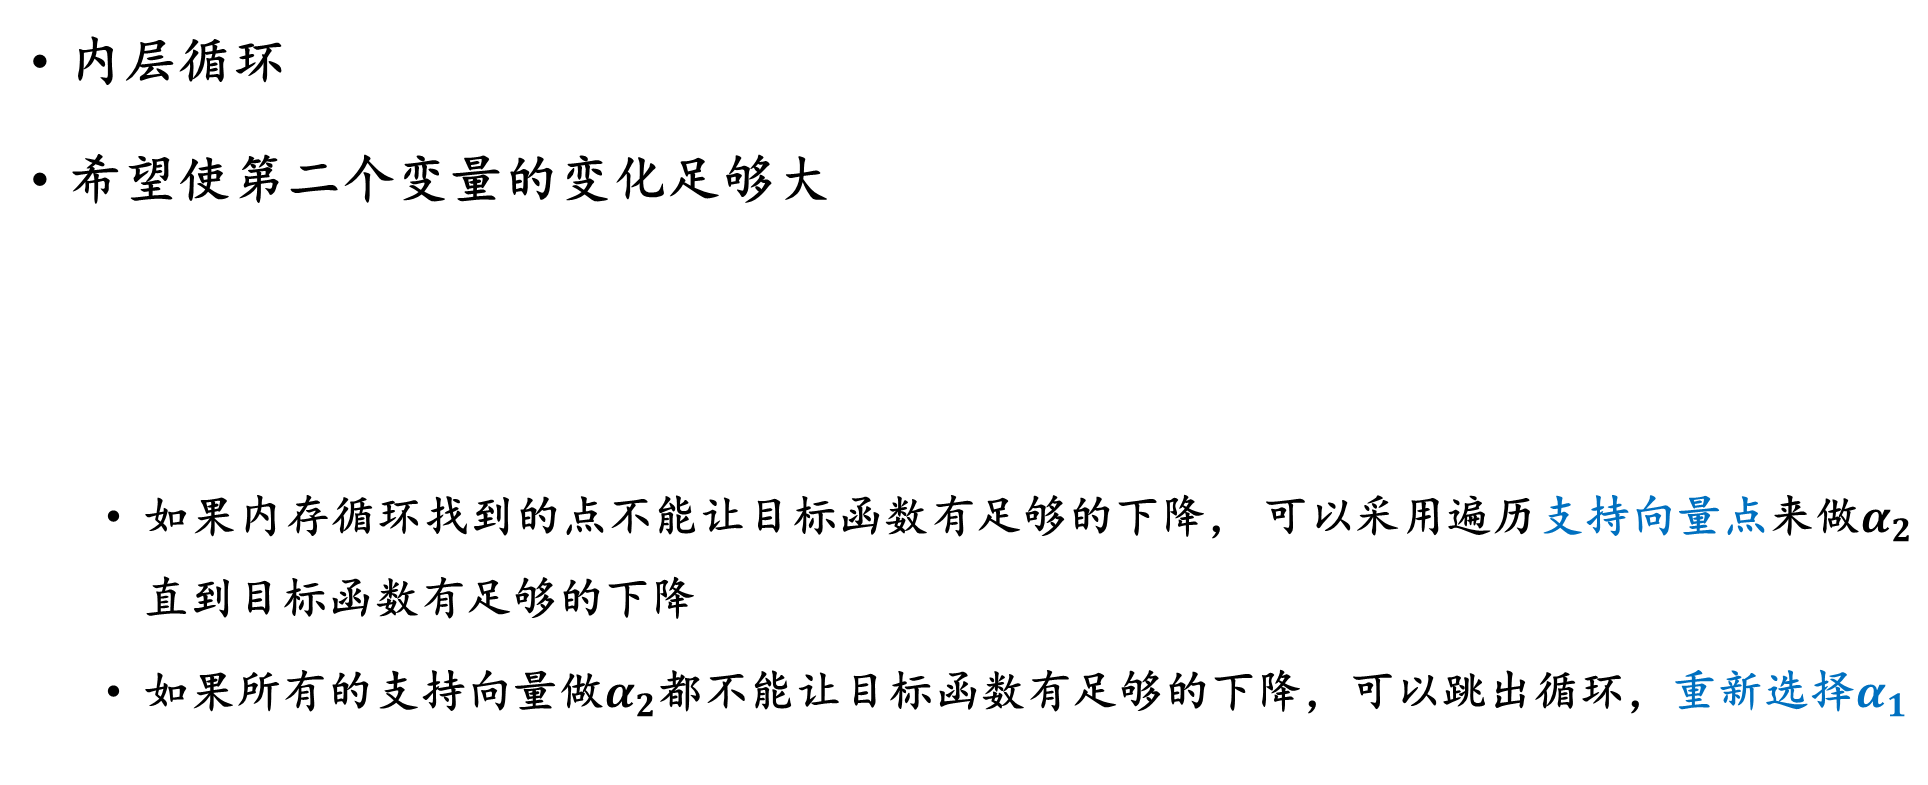 • 内层循环
• 希望使第二个变量的变化足够大
• 如果内存循环找到的点不能让目标函数有足够的下降， 可以采用遍历支持向量点来做α₂
直到目标函数有足够的下降
• 如果所有的支持向量做α₂都不能让目标函数有足够的下降，可以跳出循环，重新选择α₁